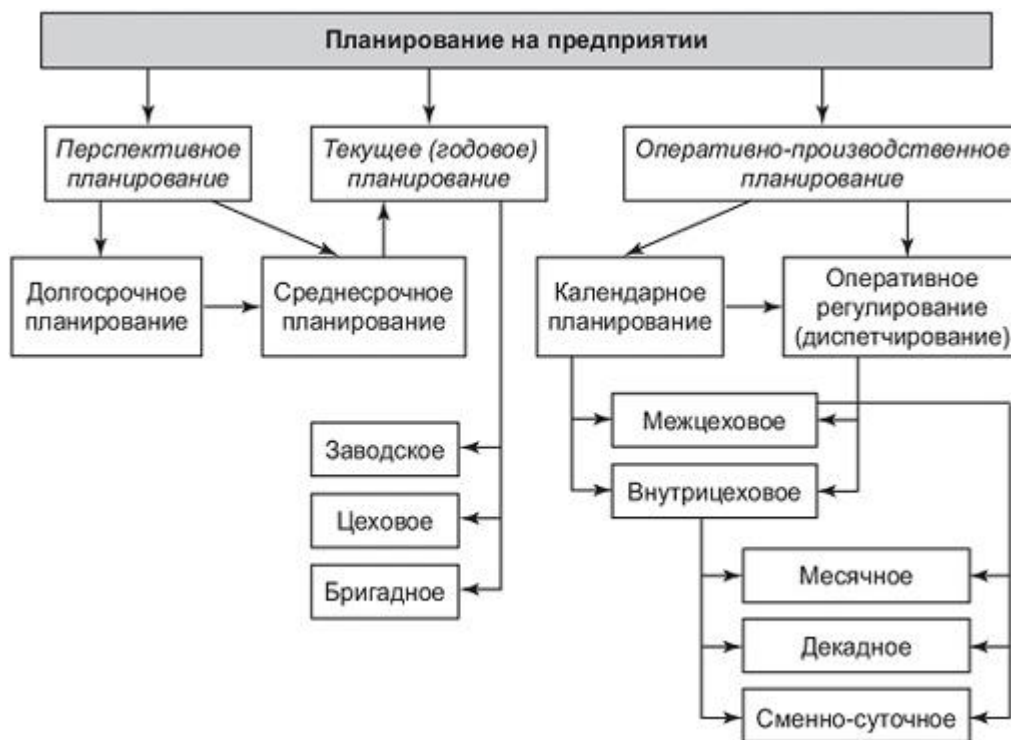 Планирование на предприятии
Перспективное
планирование
Текущее (годовое)
планирование
Оперативно-производственное
планирование
Долгосрочное
планирование
Среднесрочное
планирование
Календарное
планирование
Оперативное
регулирование
(диспетчирование)
Межцеховое
Заводское
Внутрицеховое
Цеховое
Месячное
Бригадное
Декадное
Сменно-суточное